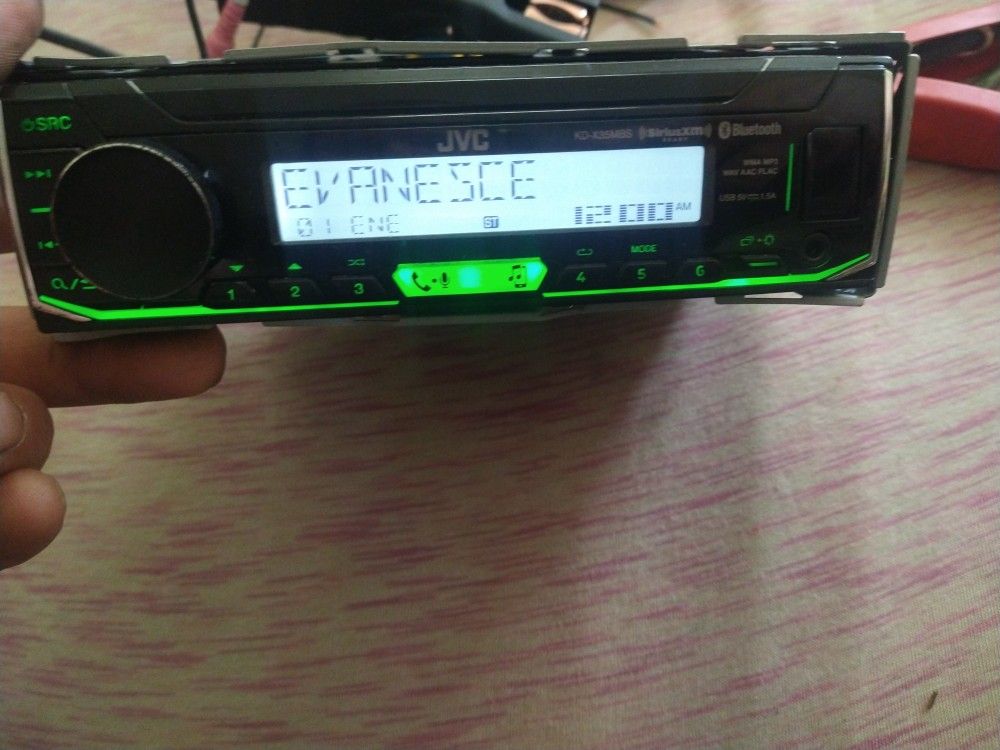 SRC
JVC
KD-X35MBS SiriusXM READY Bluetooth
EVANESCE
01 ENE ST 12:00 AM
WMA MP3
WAV AAC FLAC
USB 5V 1.5A
MODE
1 2 3 4 5 6